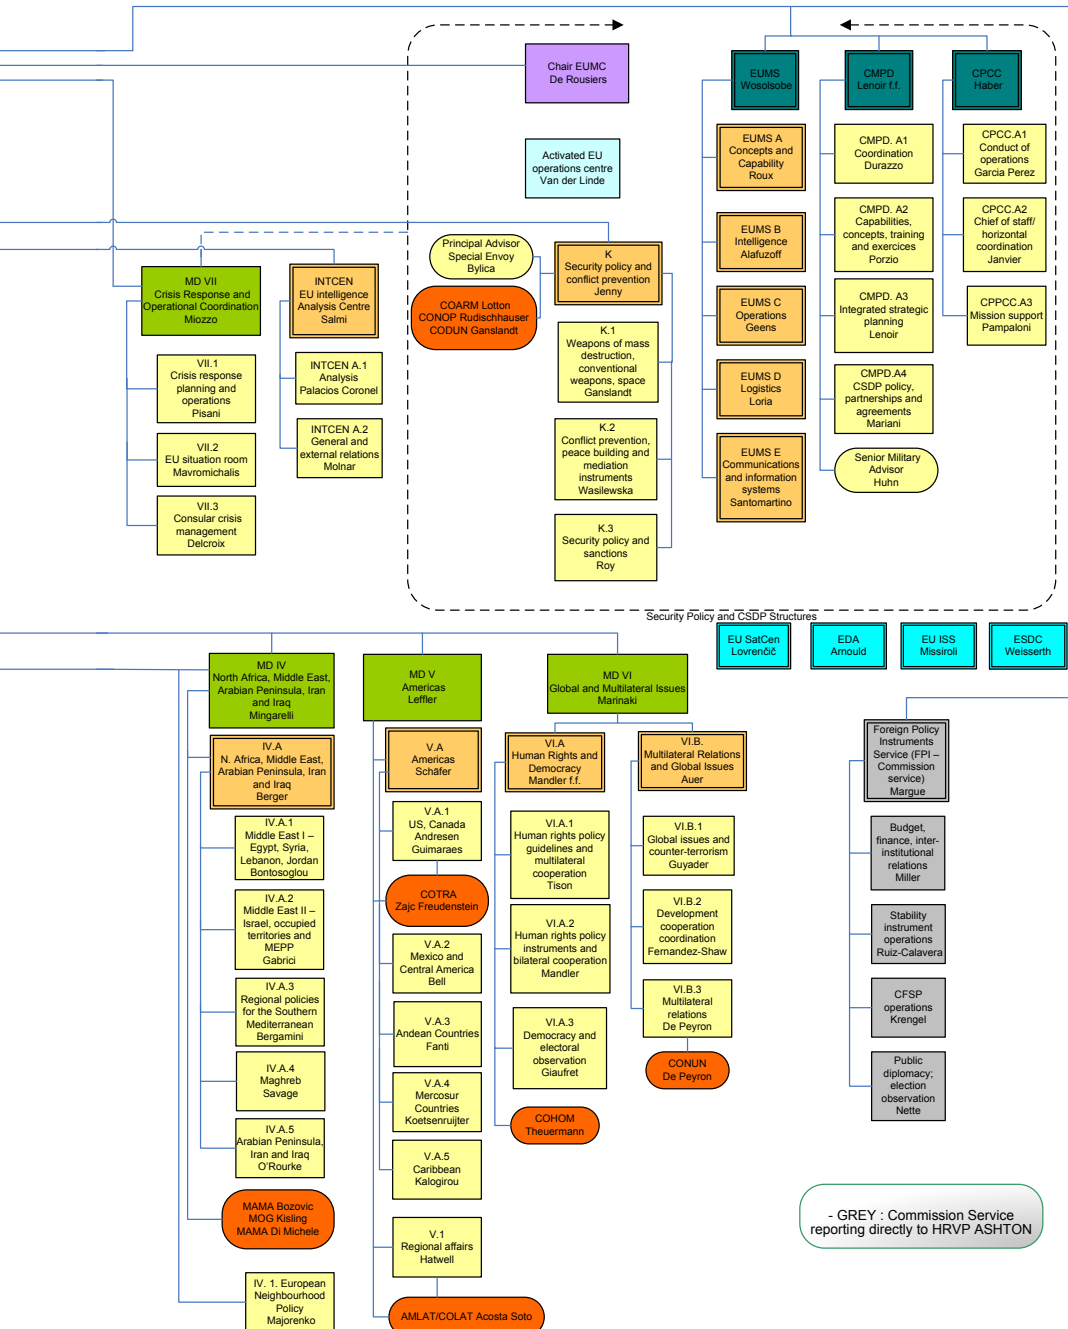 Chair EUMC
De Rousiers
EUMS
Wosolsobe
CMPD
Lenoir f.f.
CPCC
Haber
Activated EU
operations centre
Van der Linde
EUMS A
Concepts and
Capability
Roux
CMPD. A1
Coordination
Durazzo
CPCC.A1
Conduct of
operations
Garcia Perez
EUMS B
Intelligence
Alafuzoff
CMPD. A2
Capabilities,
concepts, training
and exercices
Porzio
CPCC.A2
Chief of staff/
horizontal
coordination
Janvier
EUMS C
Operations
Geens
CMPD. A3
Integrated strategic
planning
Lenoir
CPPCC.A3
Mission support
Pampaloni
EUMS D
Logistics
Loria
CMPD.A4
CSDP policy,
partnerships and
agreements
Mariani
EUMS E
Communications
and information
systems
Santomartino
Senior Military
Advisor
Huhn
Principal Advisor
Special Envoy
Bylica
K
Security policy and
conflict prevention
Jenny
COARM Lotton
CONOP Rudischhauser
CODUN Ganslandt
K.1
Weapons of mass
destruction,
conventional
weapons, space
Ganslandt
K.2
Conflict prevention,
peace building and
mediation
instruments
Wasilewska
K.3
Security policy and
sanctions
Roy
MD VII
Crisis Response and
Operational Coordination
Miozzo
INTCEN
EU intelligence
Analysis Centre
Salmi
VII.1
Crisis response
planning and
operations
Pisani
INTCEN A.1
Analysis
Palacios Coronel
VII.2
EU situation room
Mavromichalis
INTCEN A.2
General and
external relations
Molnar
VII.3
Consular crisis
management
Delcroix
Security Policy and CSDP Structures
EU SatCen
Lovrenčič
EDA
Arnould
EU ISS
Missiroli
ESDC
Weisserth
MD IV
North Africa, Middle East,
Arabian Peninsula, Iran
and Iraq
Mingarelli
MD V
Americas
Leffler
MD VI
Global and Multilateral Issues
Marinaki
IV.A
N. Africa, Middle East,
Arabian Peninsula, Iran
and Iraq
Berger
V.A
Americas
Schäfer
VI.A
Human Rights and
Democracy
Mandler f.f.
VI.B.
Multilateral Relations
and Global Issues
Auer
Foreign Policy
Instruments
Service (FPI –
Commission
service)
Margue
IV.A.1
Middle East I –
Egypt, Syria,
Lebanon, Jordan
Bontosoglou
V.A.1
US, Canada
Andresen
Guimaraes
VI.A.1
Human rights policy
guidelines and
multilateral
cooperation
Tison
VI.B.1
Global issues and
counter-terrorism
Guyader
Budget,
finance, inter-
institutional
relations
Miller
COTRA
Zajc Freudenstein
IV.A.2
Middle East II –
Israel, occupied
territories and
MEPP
Gabrici
V.A.2
Mexico and
Central America
Bell
VI.A.2
Human rights policy
instruments and
bilateral cooperation
Mandler
VI.B.2
Development
cooperation
coordination
Fernandez-Shaw
Stability
instrument
operations
Ruiz-Calavera
IV.A.3
Regional policies
for the Southern
Mediterranean
Bergamini
V.A.3
Andean Countries
Fanti
VI.A.3
Democracy and
electoral
observation
Giaufret
VI.B.3
Multilateral
relations
De Peyron
CFSP
operations
Krengel
IV.A.4
Maghreb
Savage
V.A.4
Mercosur
Countries
Koetsenruijter
COHOM
Theuermann
CONUN
De Peyron
Public
diplomacy;
election
observation
Nette
IV.A.5
Arabian Peninsula,
Iran and Iraq
O'Rourke
V.A.5
Caribbean
Kalogirou
MAMA Bozovic
MOG Kisling
MAMA Di Michele
V.1
Regional affairs
Hatwell
- GREY : Commission Service
reporting directly to HRVP ASHTON
IV. 1. European
Neighbourhood
Policy
Majorenko
AMLAT/COLAT Acosta Soto